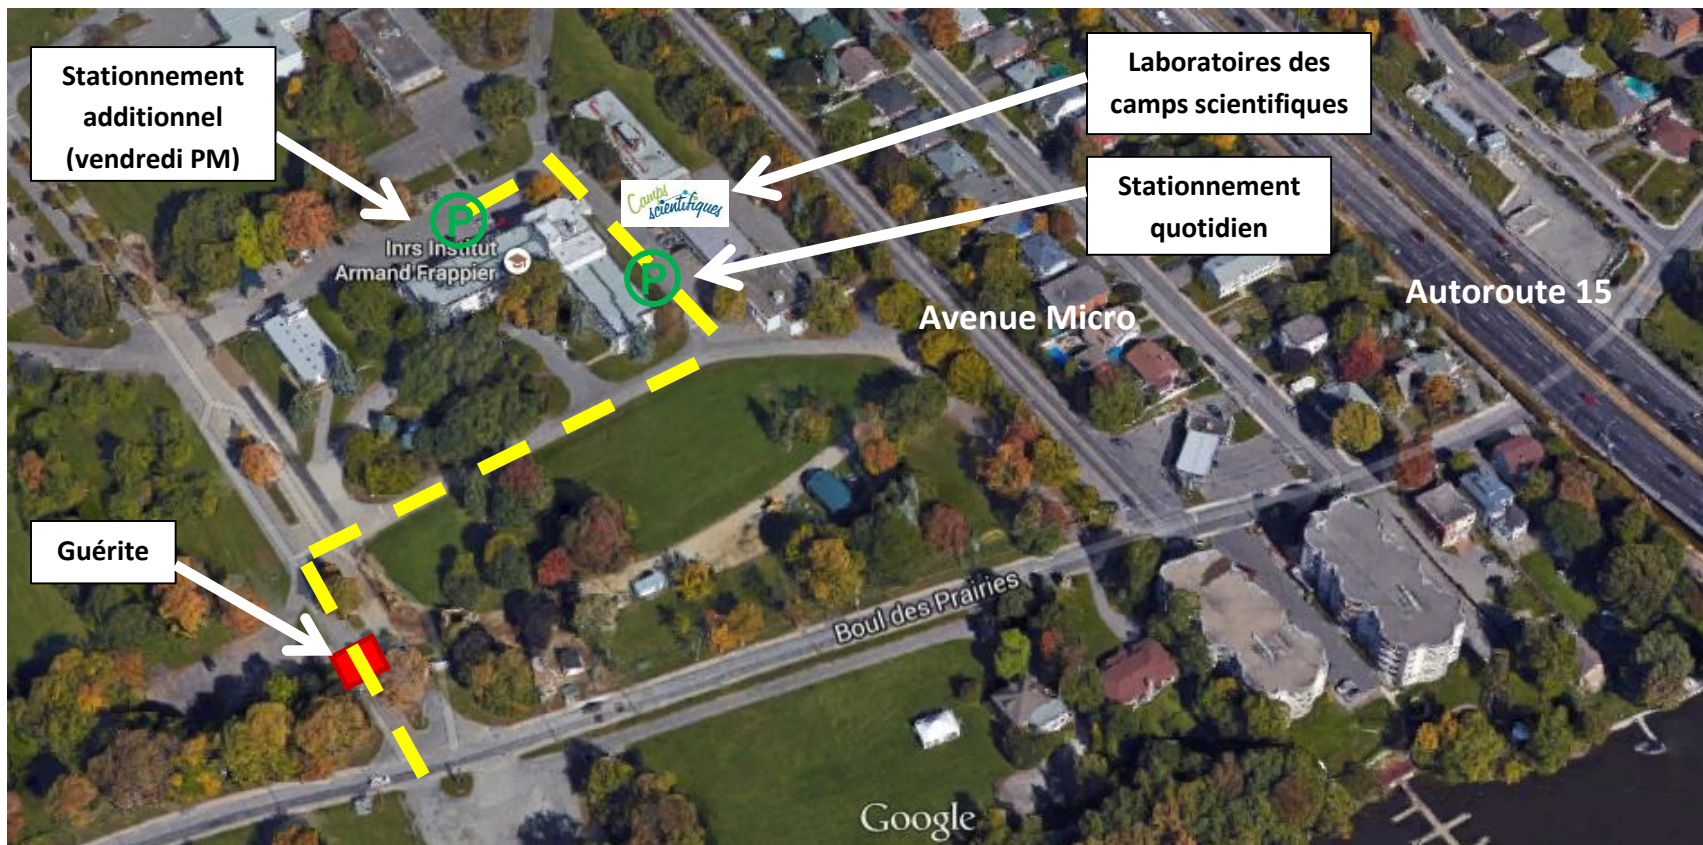 Stationnement
additionnel
(vendredi PM)
Laboratoires des
camps scientifiques
Stationnement
quotidien
Camps
scientifiques
P
Inrs Institut
Armand Frappier
P
Avenue Micro
Autoroute 15
Guérite
Boul des Prairies
Google